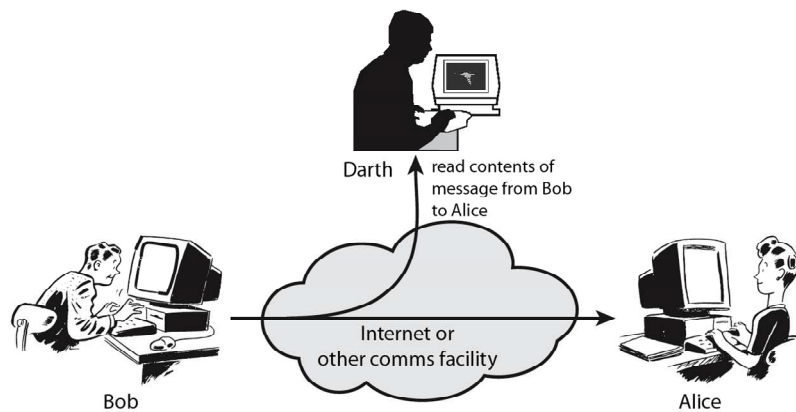 Darth
read contents of
message from Bob
to Alice
Internet or
other comms facility
Bob
Alice